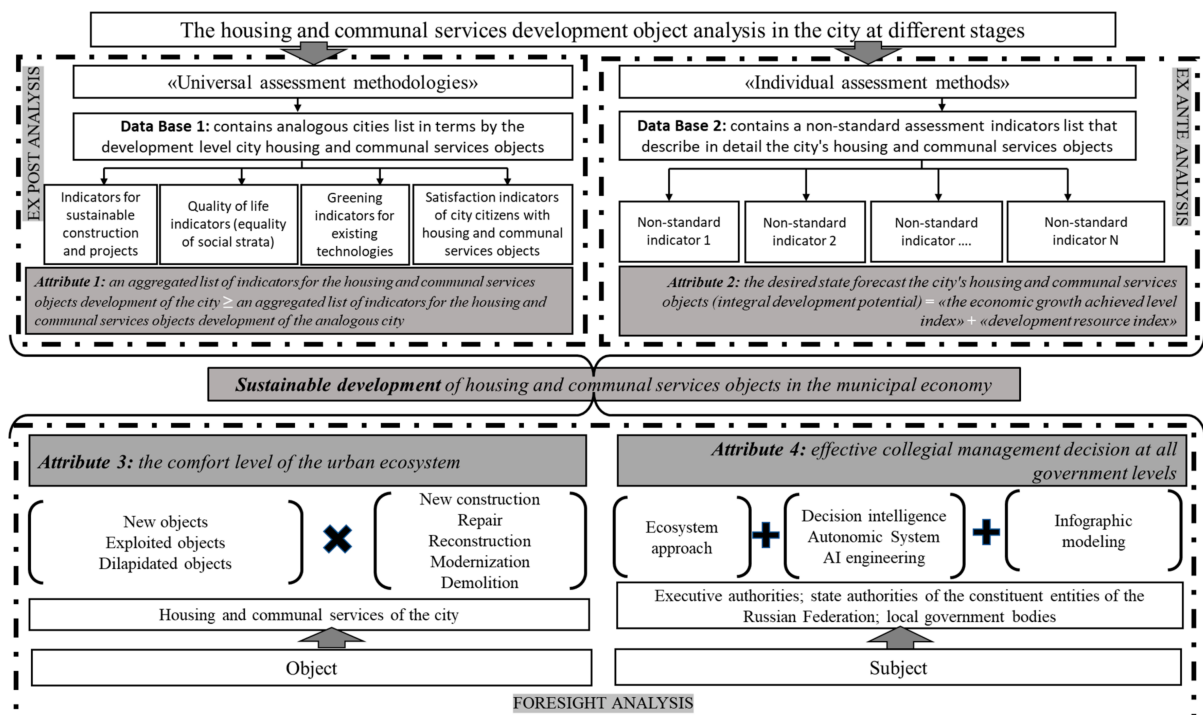 The housing and communal services development object analysis in the city at different stages
EX POST ANALYSIS
«Universal assessment methodologies»
Data Base 1: contains analogous cities list in terms by the
development level city housing and communal services objects
Indicators for
sustainable
construction
and projects
Quality of life
indicators (equality
of social strata)
Greening
indicators for
existing
technologies
Satisfaction indicators
of city citizens with
housing and communal
services objects
Attribute 1: an aggregated list of indicators for the housing and communal services
objects development of the city ≥ an aggregated list of indicators for the housing and
communal services objects development of the analogous city
EX ANTE ANALYSIS
«Individual assessment methods»
Data Base 2: contains a non-standard assessment indicators list that
describe in detail the city's housing and communal services objects
Non-standard
indicator 1
Non-standard
indicator 2
Non-standard
indicator ....
Non-standard
indicator N
Attribute 2: the desired state forecast the city's housing and communal services
objects (integral development potential) = «the economic growth achieved level
index» + «development resource index»
Sustainable development of housing and communal services objects in the municipal economy
Attribute 3: the comfort level of the urban ecosystem
New objects
Exploited objects
Dilapidated objects
New construction
Repair
Reconstruction
Modernization
Demolition
Housing and communal services of the city
Object
Attribute 4: effective collegial management decision at all
government levels
Ecosystem
approach
Decision intelligence
Autonomic System
AI engineering
Infographic
modeling
Executive authorities; state authorities of the constituent entities of the
Russian Federation; local government bodies
Subject
FORESIGHT ANALYSIS